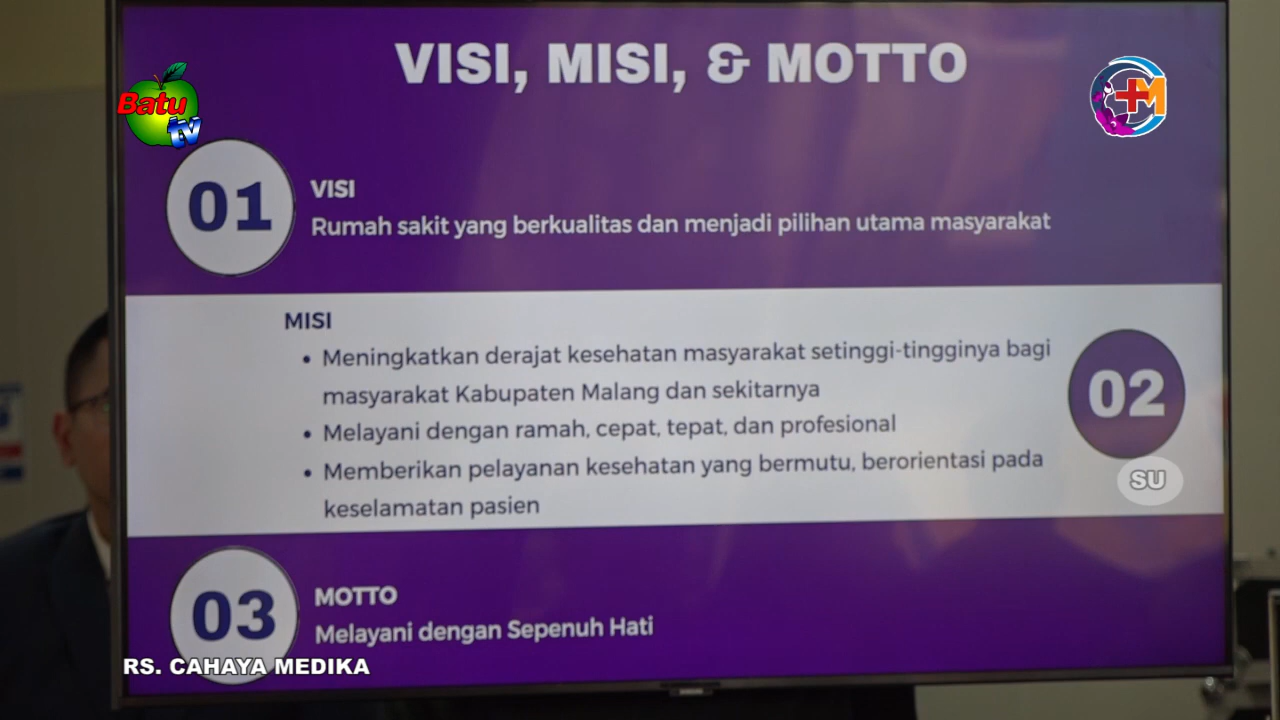 VISI, MISI, & MOTTO
Batu
tv
M
01
VISI
Rumah sakit yang berkualitas dan menjadi pilihan utama masyarakat
MISI
• Meningkatkan derajat kesehatan masyarakat setinggi-tingginya bagi
masyarakat Kabupaten Malang dan sekitarnya
• Melayani dengan ramah, cepat, tepat, dan profesional
• Memberikan pelayanan kesehatan yang bermutu, berorientasi pada
keselamatan pasien
02
SU
03
MOTTO
Melayani dengan Sepenuh Hati
RS. CAHAYA MEDIKA